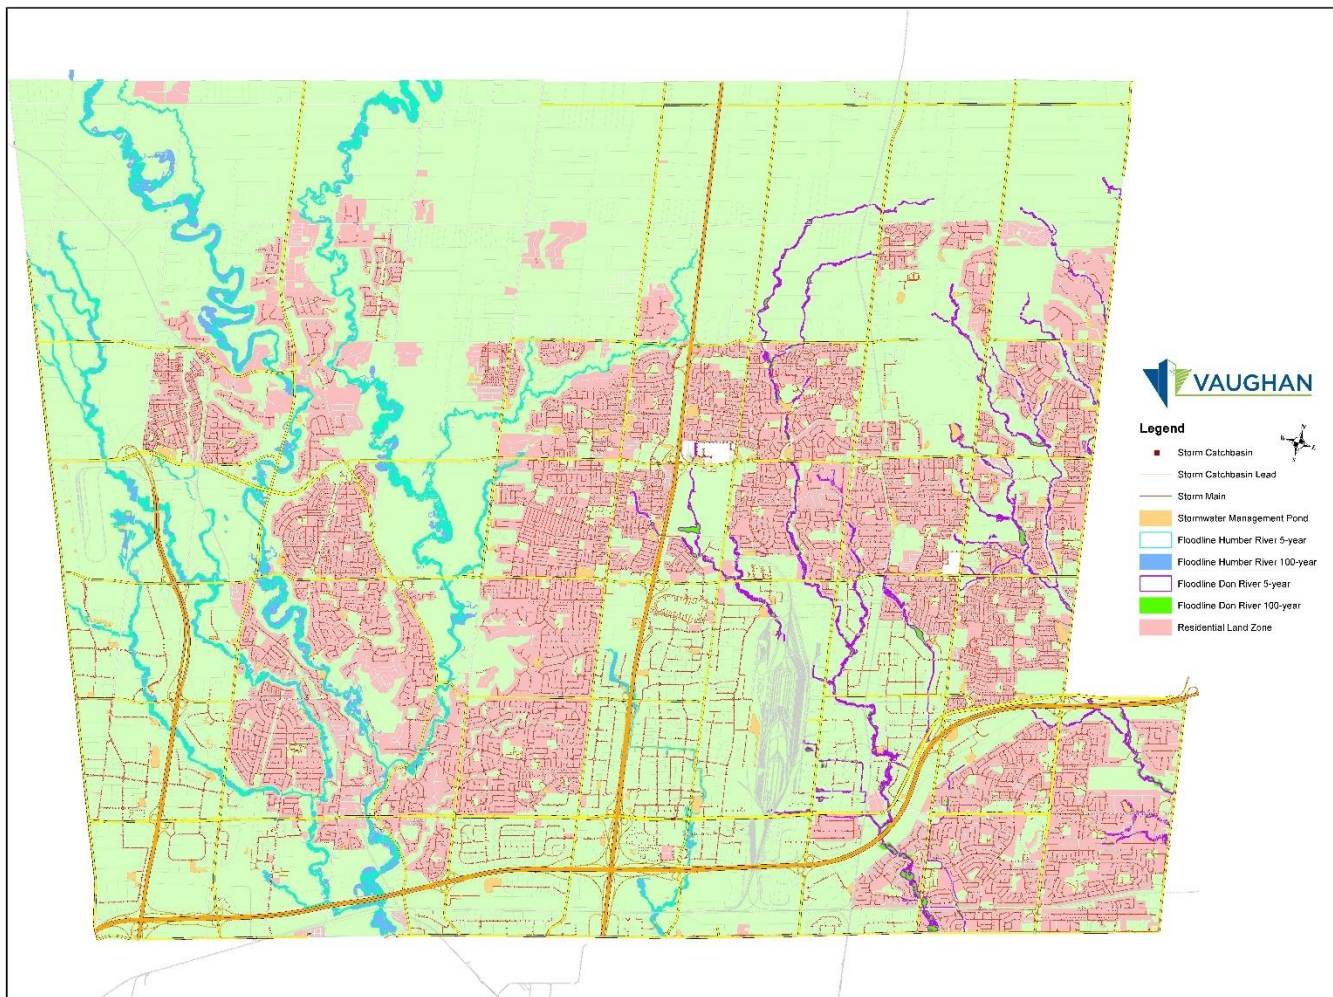 VAUGHAN
Legend
N
Storm Catchbasin
Storm Catchbasin Lead
Storm Main
Stormwater Management Pond
Floodline Humber River 5-year
Floodline Humber River 100-year
Floodline Don River 5-year
Floodline Don River 100-year
Residential Land Zone